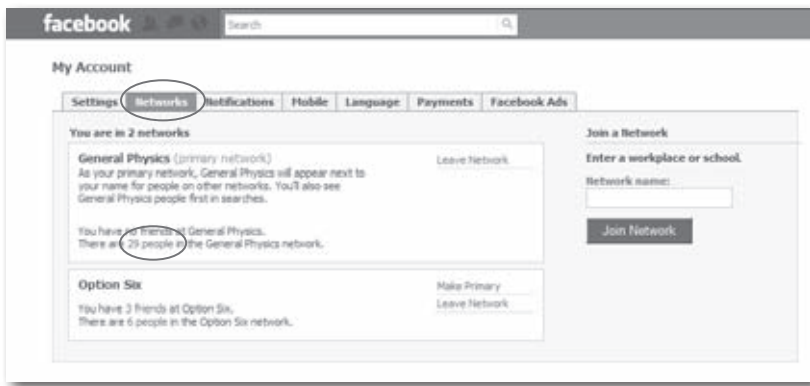 facebook
Search
My Account
Settings Networks Notifications Mobile Language Payments Facebook Ads
You are in 2 networks
General Physics (primary network)
Leave Network
As your primary network, General Physics will appear next to
your name for people on other networks. You'll also see
General Physics people first in searches.
You have no friends at General Physics.
There are 29 people in the General Physics network.
Option Six
Make Primary
You have 3 friends at Option Six.
Leave Network
There are 6 people in the Option Six network.
Join a Network
Enter a workplace or school.
Network name:
Join Network